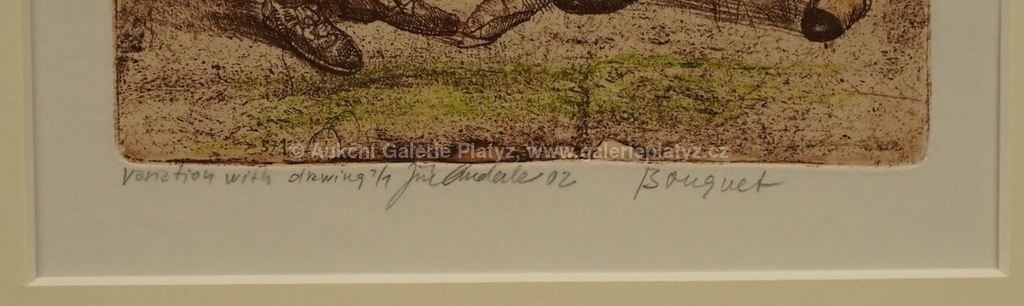 © Aukční Galerie Platýz, www.galerieplatyz.cz
variation with drawing 1/1 Jiří Anderle 02 Bouquet